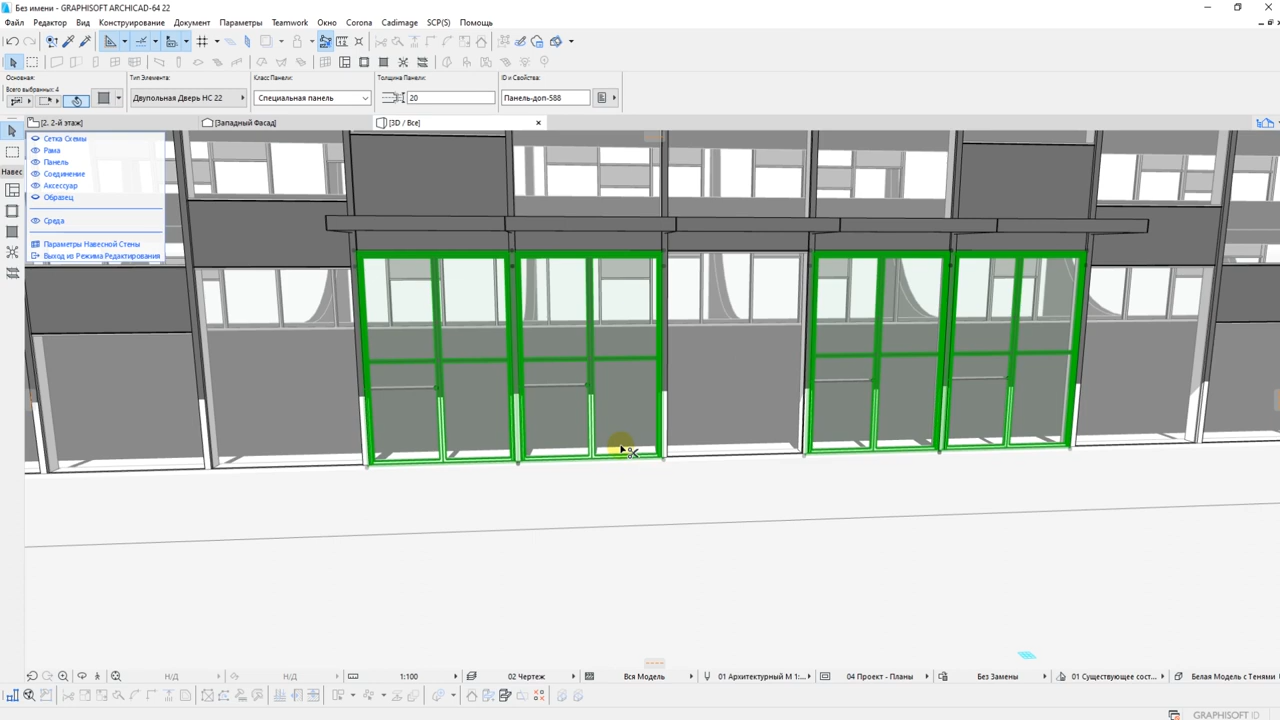 Без имени - GRAPHISOFT ARCHICAD-64 22
Файл Редактор Вид Конструирование Документ Параметры Teamwork Окно Corona Cadimage SCP(S) Помощь
Основная:
Всего выбранных: 4
Тип Элемента:
Двупольная Дверь НС 22
Класс Панели:
Специальная панель
Толщина Панели:
20
ID и Свойства:
Панель-доп-588
[2. 2-й этаж]
[Западный Фасад]
[3D / Все]
Навес
Сетка Схемы
Рама
Панель
Соединение
Аксессуар
Образец
Среда
Параметры Навесной Стены
Выход из Режима Редактирования
Н/Д
Н/Д
1:100
02 Чертеж
Вся Модель
01 Архитектурный М 1:...
04 Проект - Планы
Без Замены
01 Существующее сост...
Белая Модель с Тенями
GRAPHISOFT ID